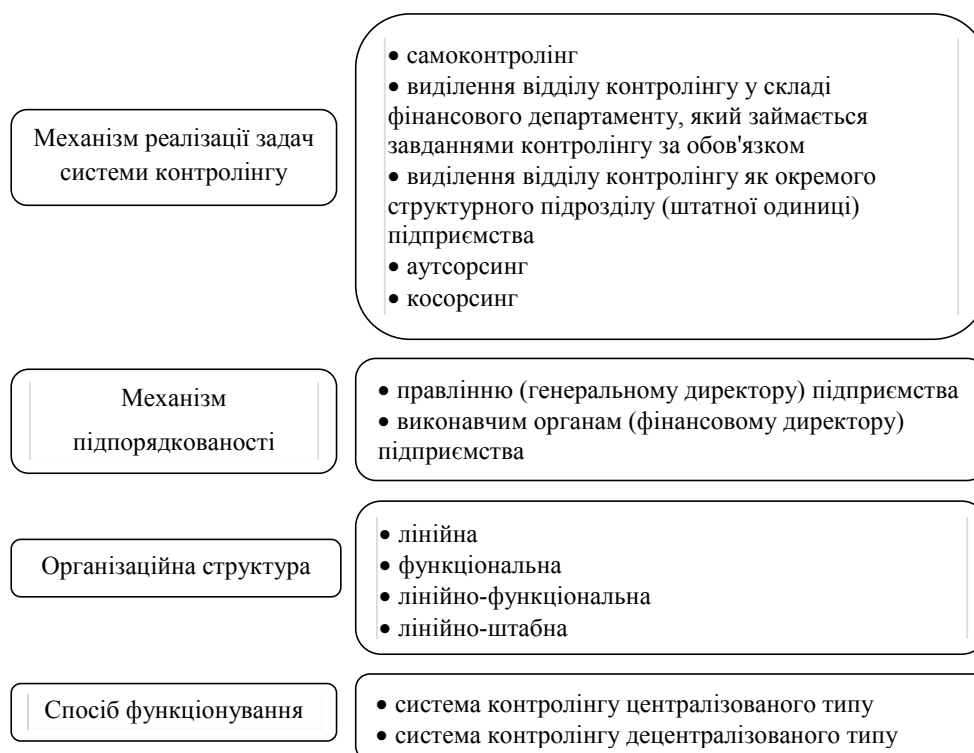 Механізм реалізації задач
системи контролінгу
• самоконтролінг
• виділення відділу контролінгу у складі
фінансового департаменту, який займається
завданнями контролінгу за обов'язком
• виділення відділу контролінгу як окремого
структурного підрозділу (штатної одиниці)
підприємства
• аутсорсинг
• косорсинг
Механізм
підпорядкованості
• правлінню (генеральному директору) підприємства
• виконавчим органам (фінансовому директору)
підприємства
Організаційна структура
• лінійна
• функціональна
• лінійно-функціональна
• лінійно-штабна
Спосіб функціонування
• система контролінгу централізованого типу
• система контролінгу децентралізованого типу